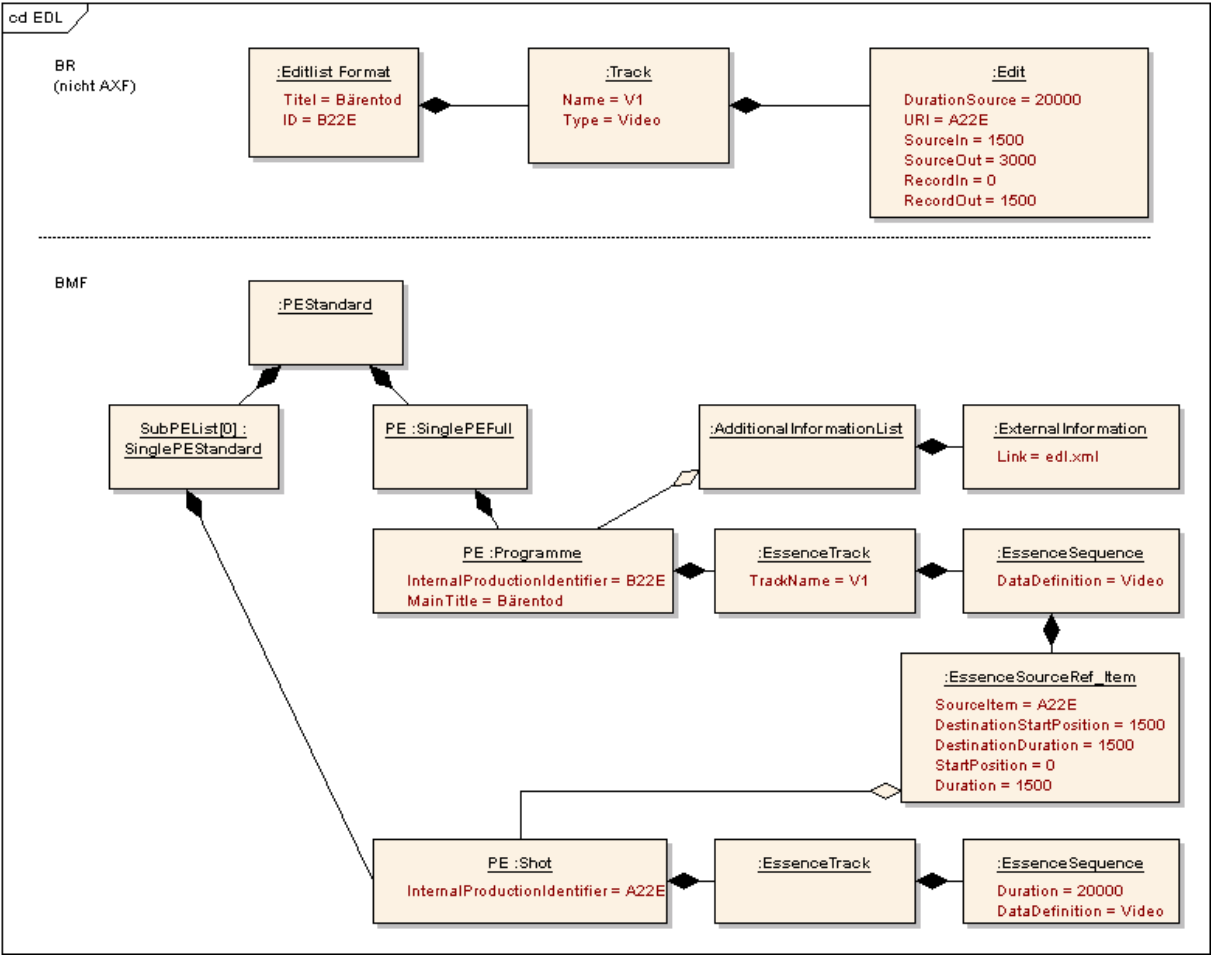 cd EDL
BR
(nicht AXF)
:Editlist Format
Titel = Bärentod
ID = B22E
:Track
Name = V1
Type = Video
:Edit
DurationSource = 20000
URI = A22E
SourceIn = 1500
SourceOut = 3000
RecordIn = 0
RecordOut = 1500
BMF
:PEStandard
SubPEList[0] :
SinglePEStandard
PE :SinglePEFull
:AdditionalInformationList
:ExternalInformation
Link = edl.xml
PE :Programme
InternalProductionIdentifier = B22E
MainTitle = Bärentod
:EssenceTrack
TrackName = V1
:EssenceSequence
DataDefinition = Video
:EssenceSourceRef_Item
SourceItem = A22E
DestinationStartPosition = 1500
DestinationDuration = 1500
StartPosition = 0
Duration = 1500
PE :Shot
InternalProductionIdentifier = A22E
:EssenceTrack
:EssenceSequence
Duration = 20000
DataDefinition = Video